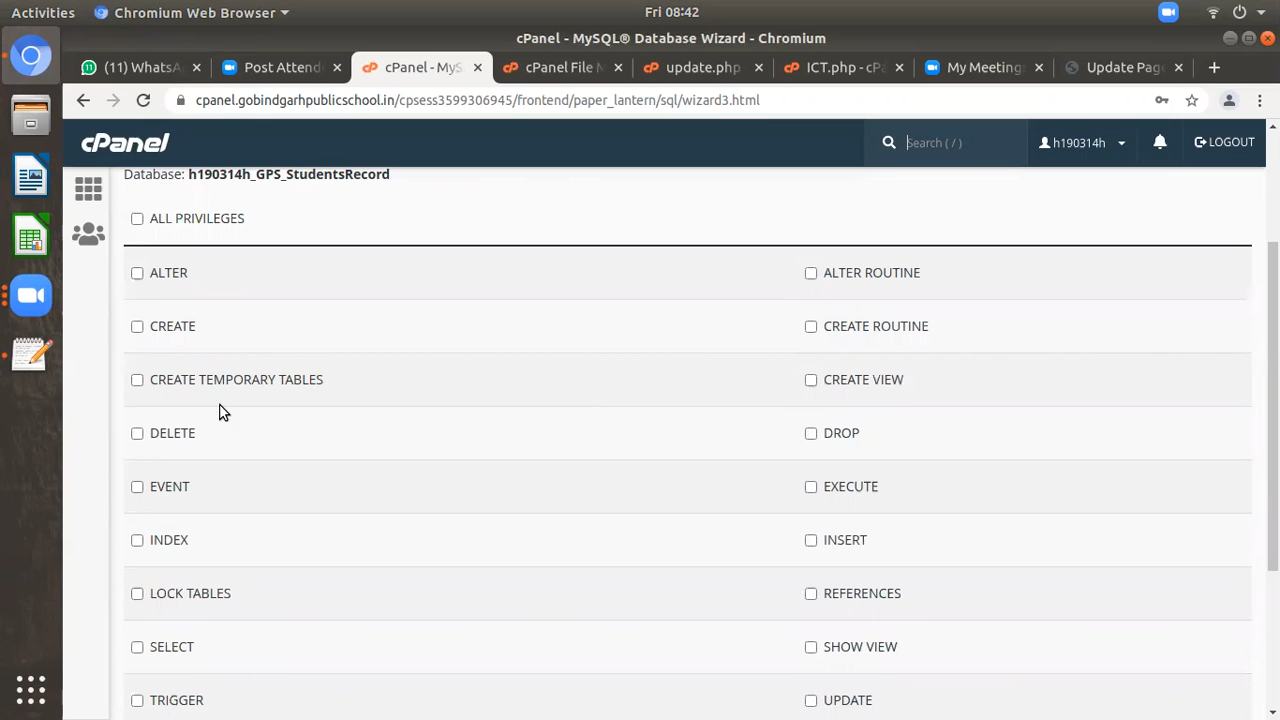 Activities Chromium Web Browser Fri 08:42
cPanel - MySQL® Database Wizard - Chromium
(11) WhatsA Post Attend cPanel - MyS cPanel File M update.php ICT.php - cPa My Meeting Update Pag
cpanel.gobindgarhpublicschool.in/cpsess3599306945/frontend/paper_lantern/sql/wizard3.html
cPanel Search ( / ) h190314h LOGOUT
Database: h190314h_GPS_StudentsRecord
ALL PRIVILEGES
ALTER ALTER ROUTINE
CREATE CREATE ROUTINE
CREATE TEMPORARY TABLES CREATE VIEW
DELETE DROP
EVENT EXECUTE
INDEX INSERT
LOCK TABLES REFERENCES
SELECT SHOW VIEW
TRIGGER UPDATE